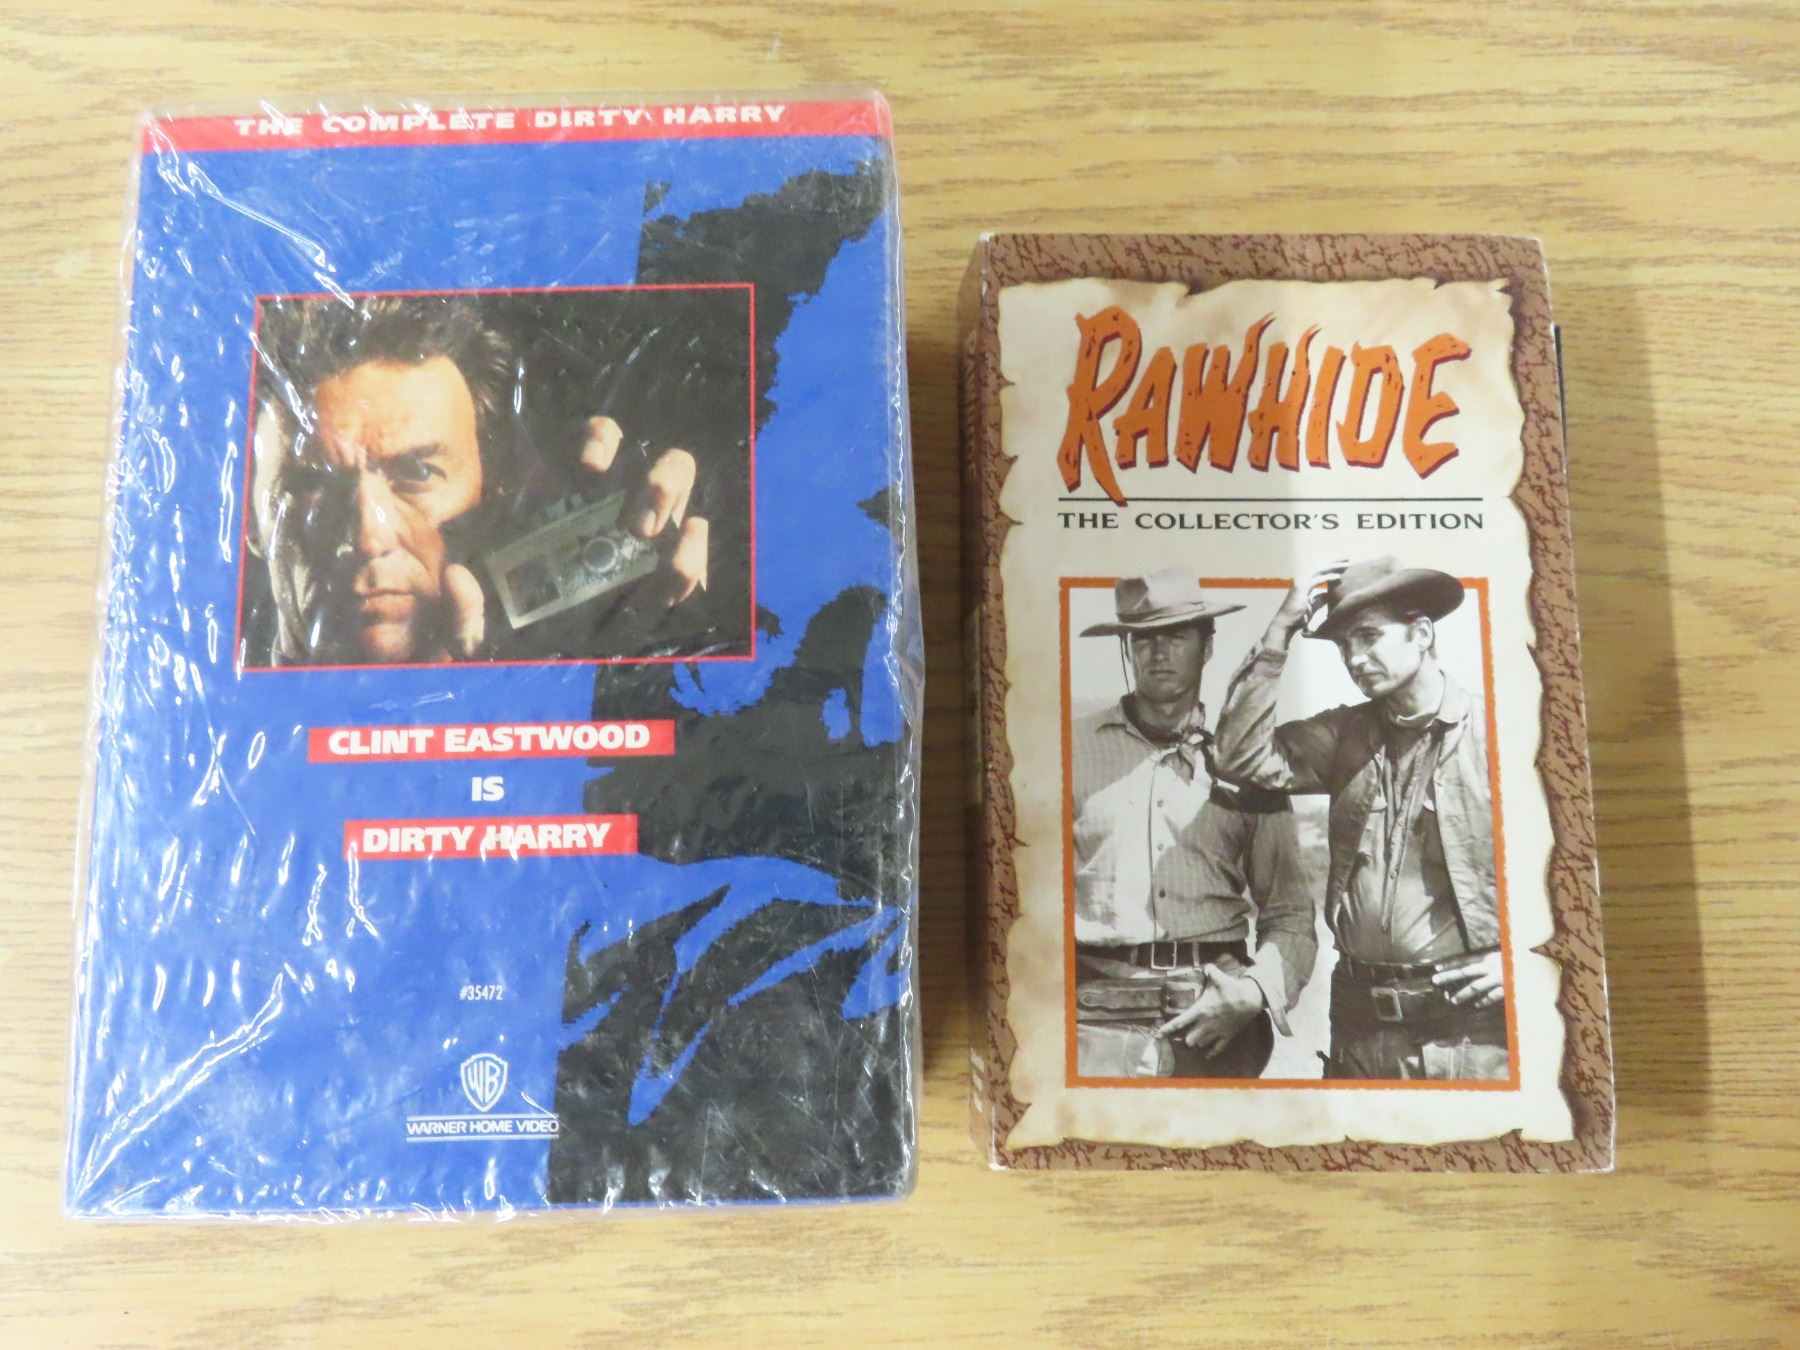 THE COMPLETE DIRTY HARRY
CLINT EASTWOOD
IS
DIRTY HARRY
#35472
WB
WARNER HOME VIDEO
RAWHIDE
THE COLLECTOR'S EDITION